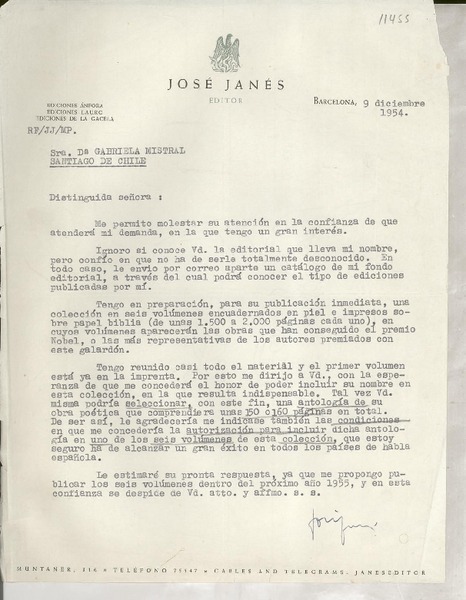 11455
JOSÉ JANÉS
EDITOR
EDICIONES ÁNFORA
EDICIONES LAURO
EDICIONES DE LA GACELA
BARCELONA, 9 diciembre
1954.
RF/JJ/MP.
Sra. Dª GABRIELA MISTRAL
SANTIAGO DE CHILE
Distinguida señora :
Me permito molestar su atención en la confianza de que
atenderá mi demanda, en la que tengo un gran interés.
Ignoro si conoce Vd. la editorial que lleva mi nombre,
pero confío en que no ha de serle totalmente desconocido. En
todo caso, le envio por correo aparte un catálogo de mi fondo
editorial, a través del cual podrá conocer el tipo de ediciones
publicadas por mí.
Tengo en preparación, para su publicación inmediata, una
colección en seis volúmenes encuadernados en piel e impresos
sobre papel biblia (de unas 1.500 a 2.000 páginas cada uno), en
cuyos volúmenes aparecerán las obras que han conseguido el premio
Nobel, o las más representativas de los autores premiados con
este galardón.
Tengo reunido casi todo el material y el primer volumen
está ya en la imprenta. Por esto me dirijo a Vd., con la espe-
ranza de que me concederá el honor de poder incluir su nombre en
esta colección, en la que resulta indispensable. Tal vez Vd.
misma podría seleccionar, con este fin, una antología de su
obra poética que comprendiera unas 150 o 160 páginas en total.
De ser así, le agradecería me indicase también las condiciones
en que me concedería la autorización para incluir dicha anto-
logía en uno de los seis volúmenes de esta colección, que estoy
seguro ha de alcanzar un gran éxito en todos los países de habla
española.
Le estimaré su pronta respuesta, ya que me propongo pu-
blicar los seis volúmenes dentro del próximo año 1955, y en esta
confianza se despide de Vd. atto. y affmo. s. s.
MUNTANER, 316 • TELÉFONO 28147 • CABLES AND TELEGRAMS: JANESEDITOR